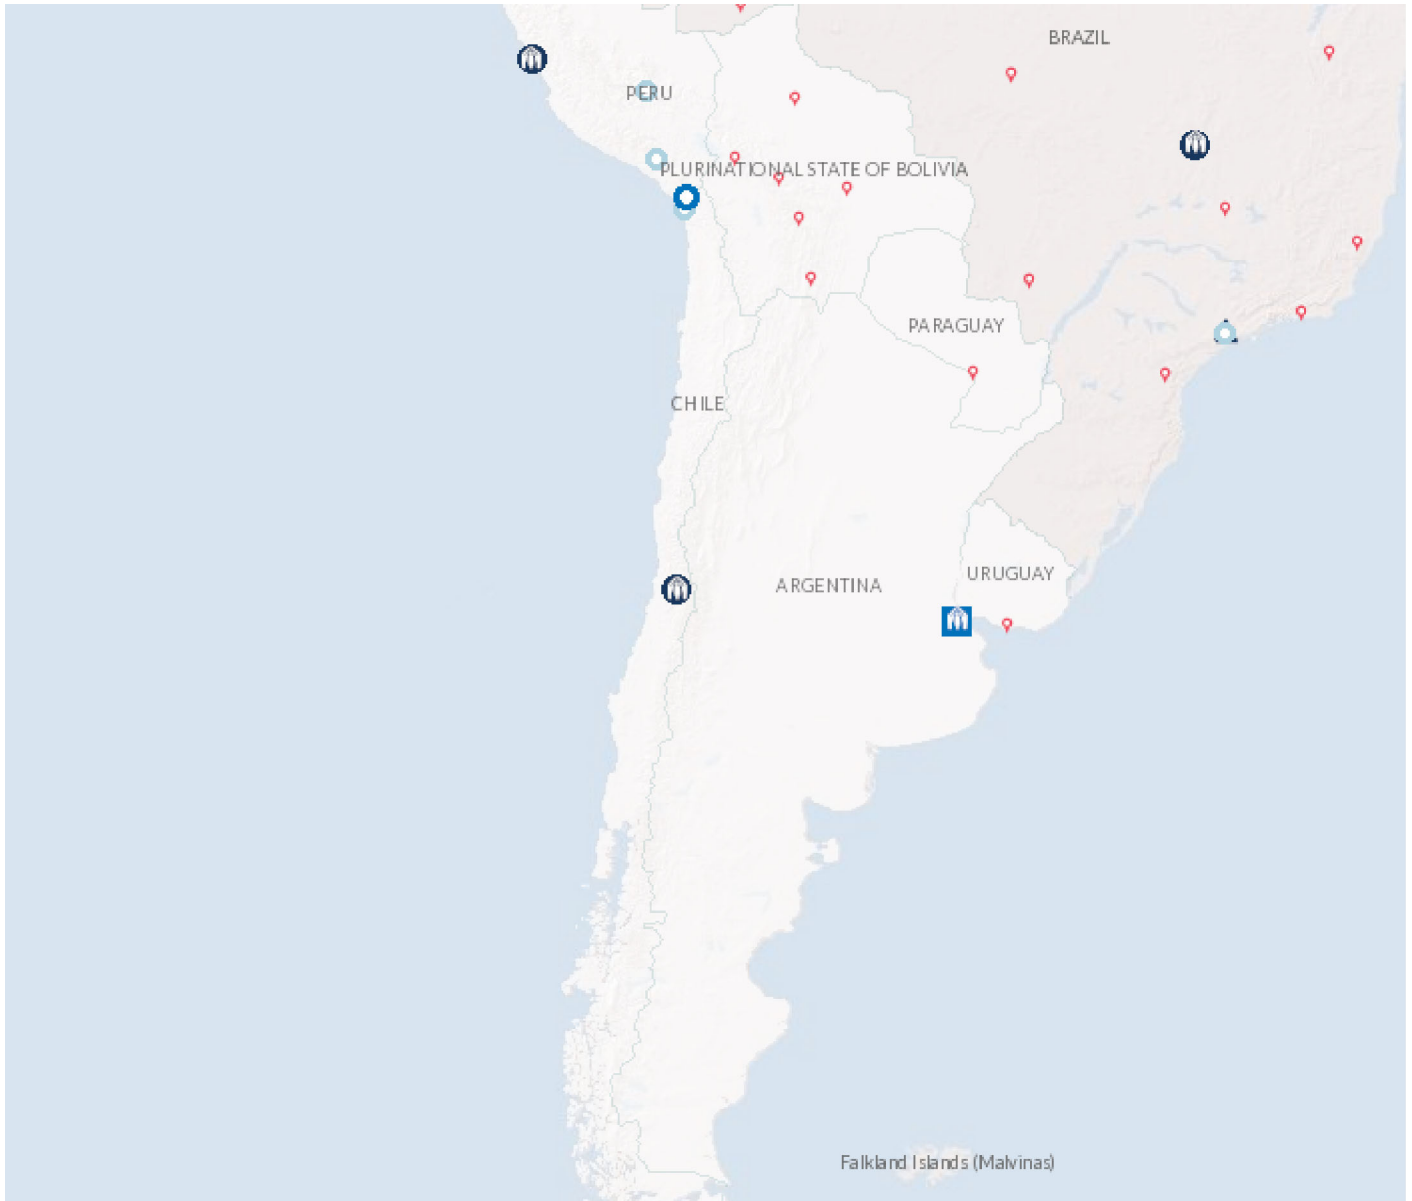 BRAZIL
PERU
PLURINATIONAL STATE OF BOLIVIA
PARAGUAY
CHILE
URUGUAY
ARGENTINA
Falkland Islands (Malvinas)